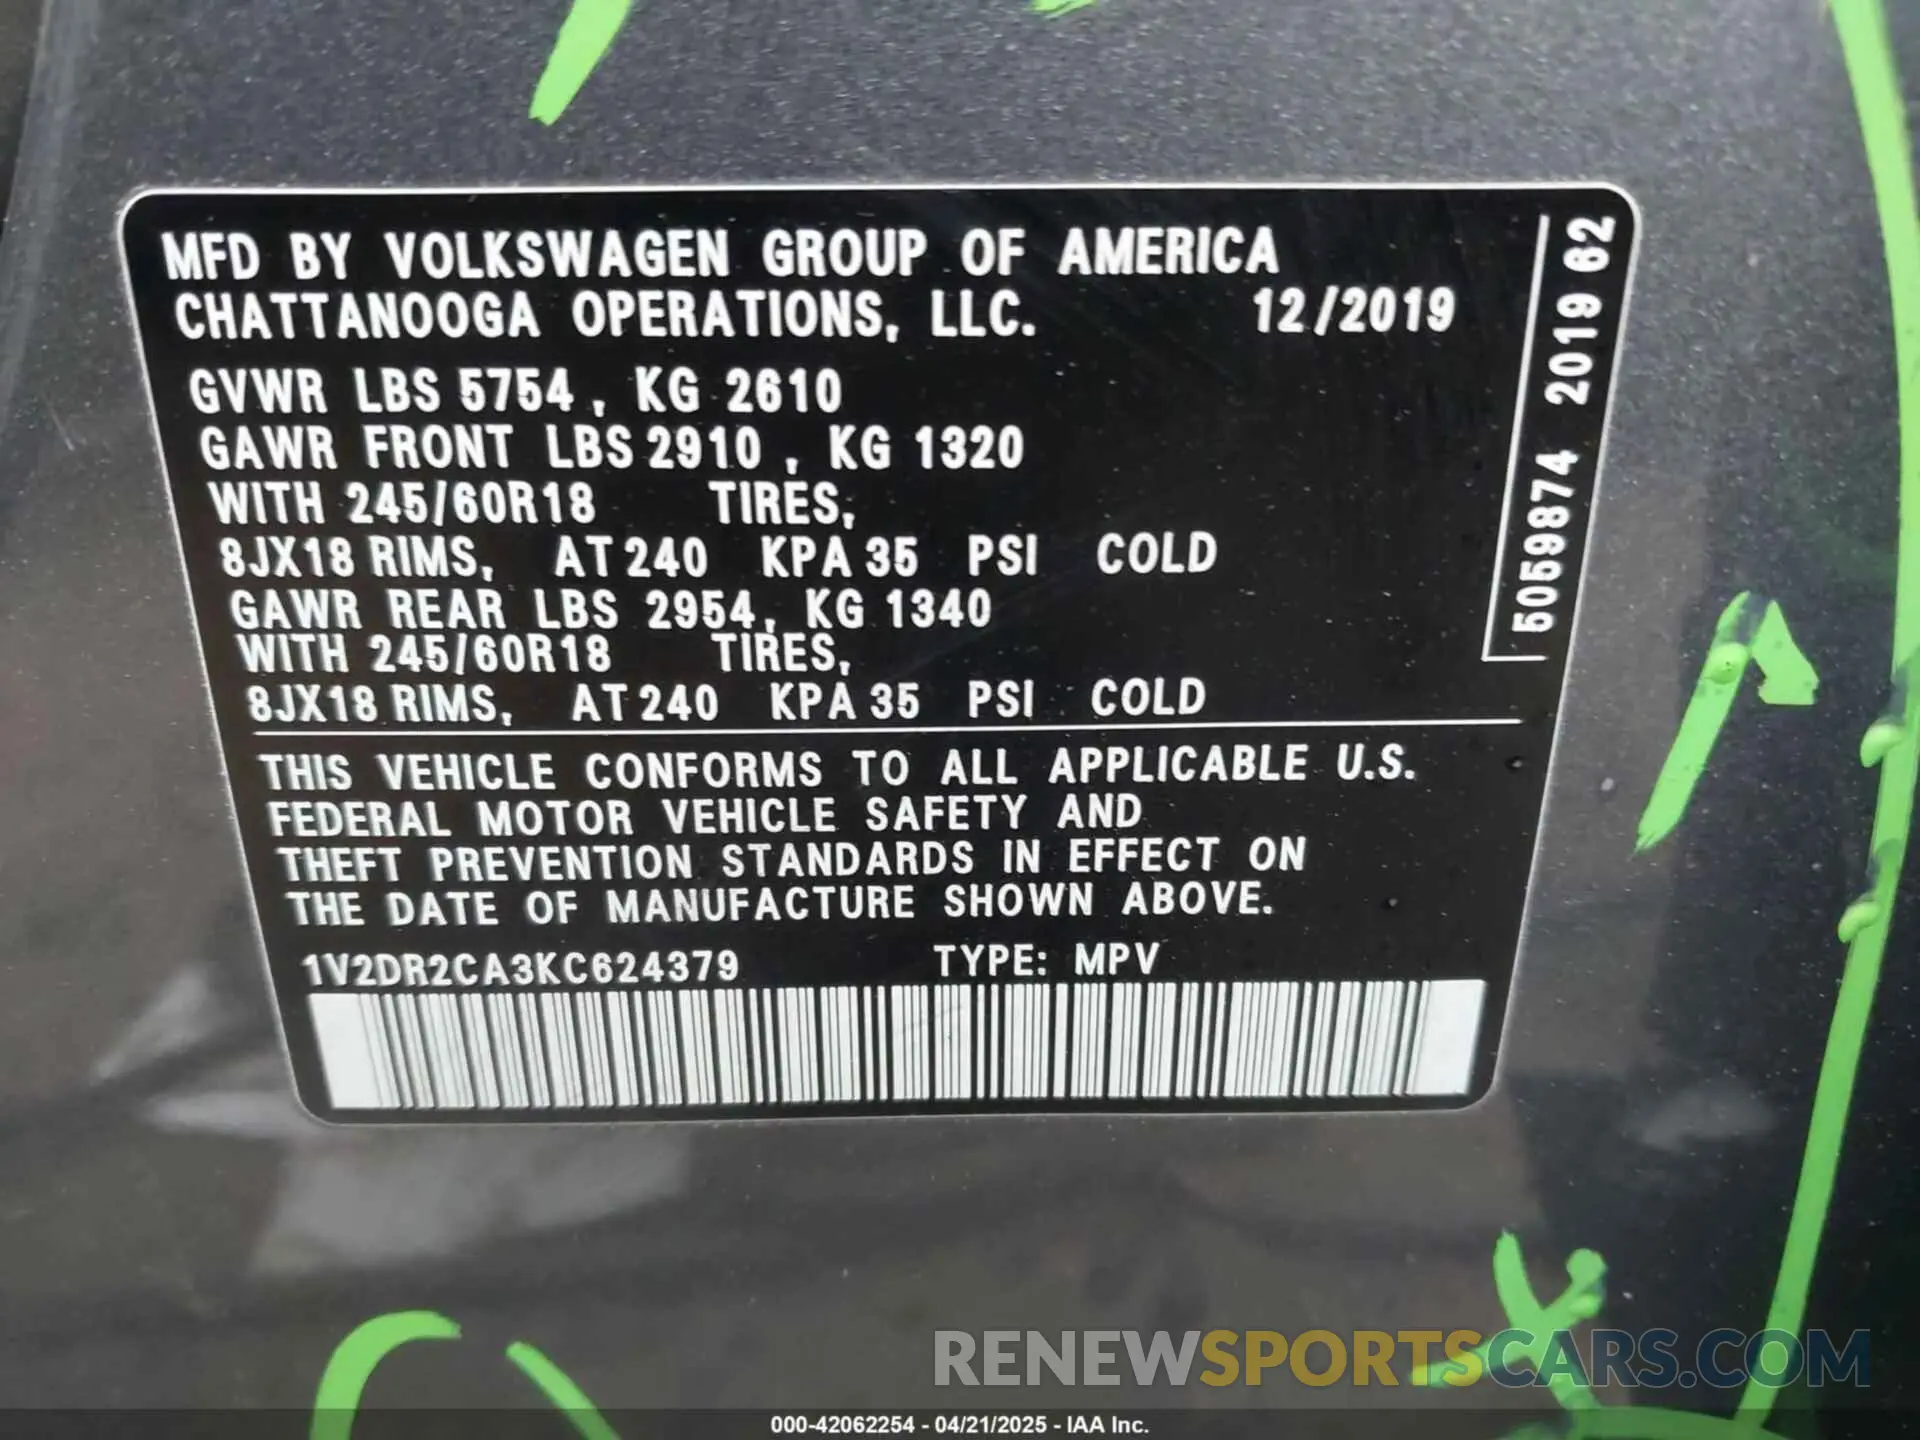 MFD BY VOLKSWAGEN GROUP OF AMERICA
CHATTANOOGA OPERATIONS, LLC. 12/2019
GVWR LBS 5754, KG 2610
GAWR FRONT LBS 2910, KG 1320
WITH 245/60R18 TIRES,
8JX18 RIMS, AT 240 KPA 35 PSI COLD
GAWR REAR LBS 2954, KG 1340
WITH 245/60R18 TIRES,
8JX18 RIMS, AT 240 KPA 35 PSI COLD
THIS VEHICLE CONFORMS TO ALL APPLICABLE U.S.
FEDERAL MOTOR VEHICLE SAFETY AND
THEFT PREVENTION STANDARDS IN EFFECT ON
THE DATE OF MANUFACTURE SHOWN ABOVE.
1V2DR2CA3KC624379 TYPE: MPV
5059874 2019 62
RENEWSPORTSCARS.COM
000-42062254 - 04/21/2025 - IAA Inc.